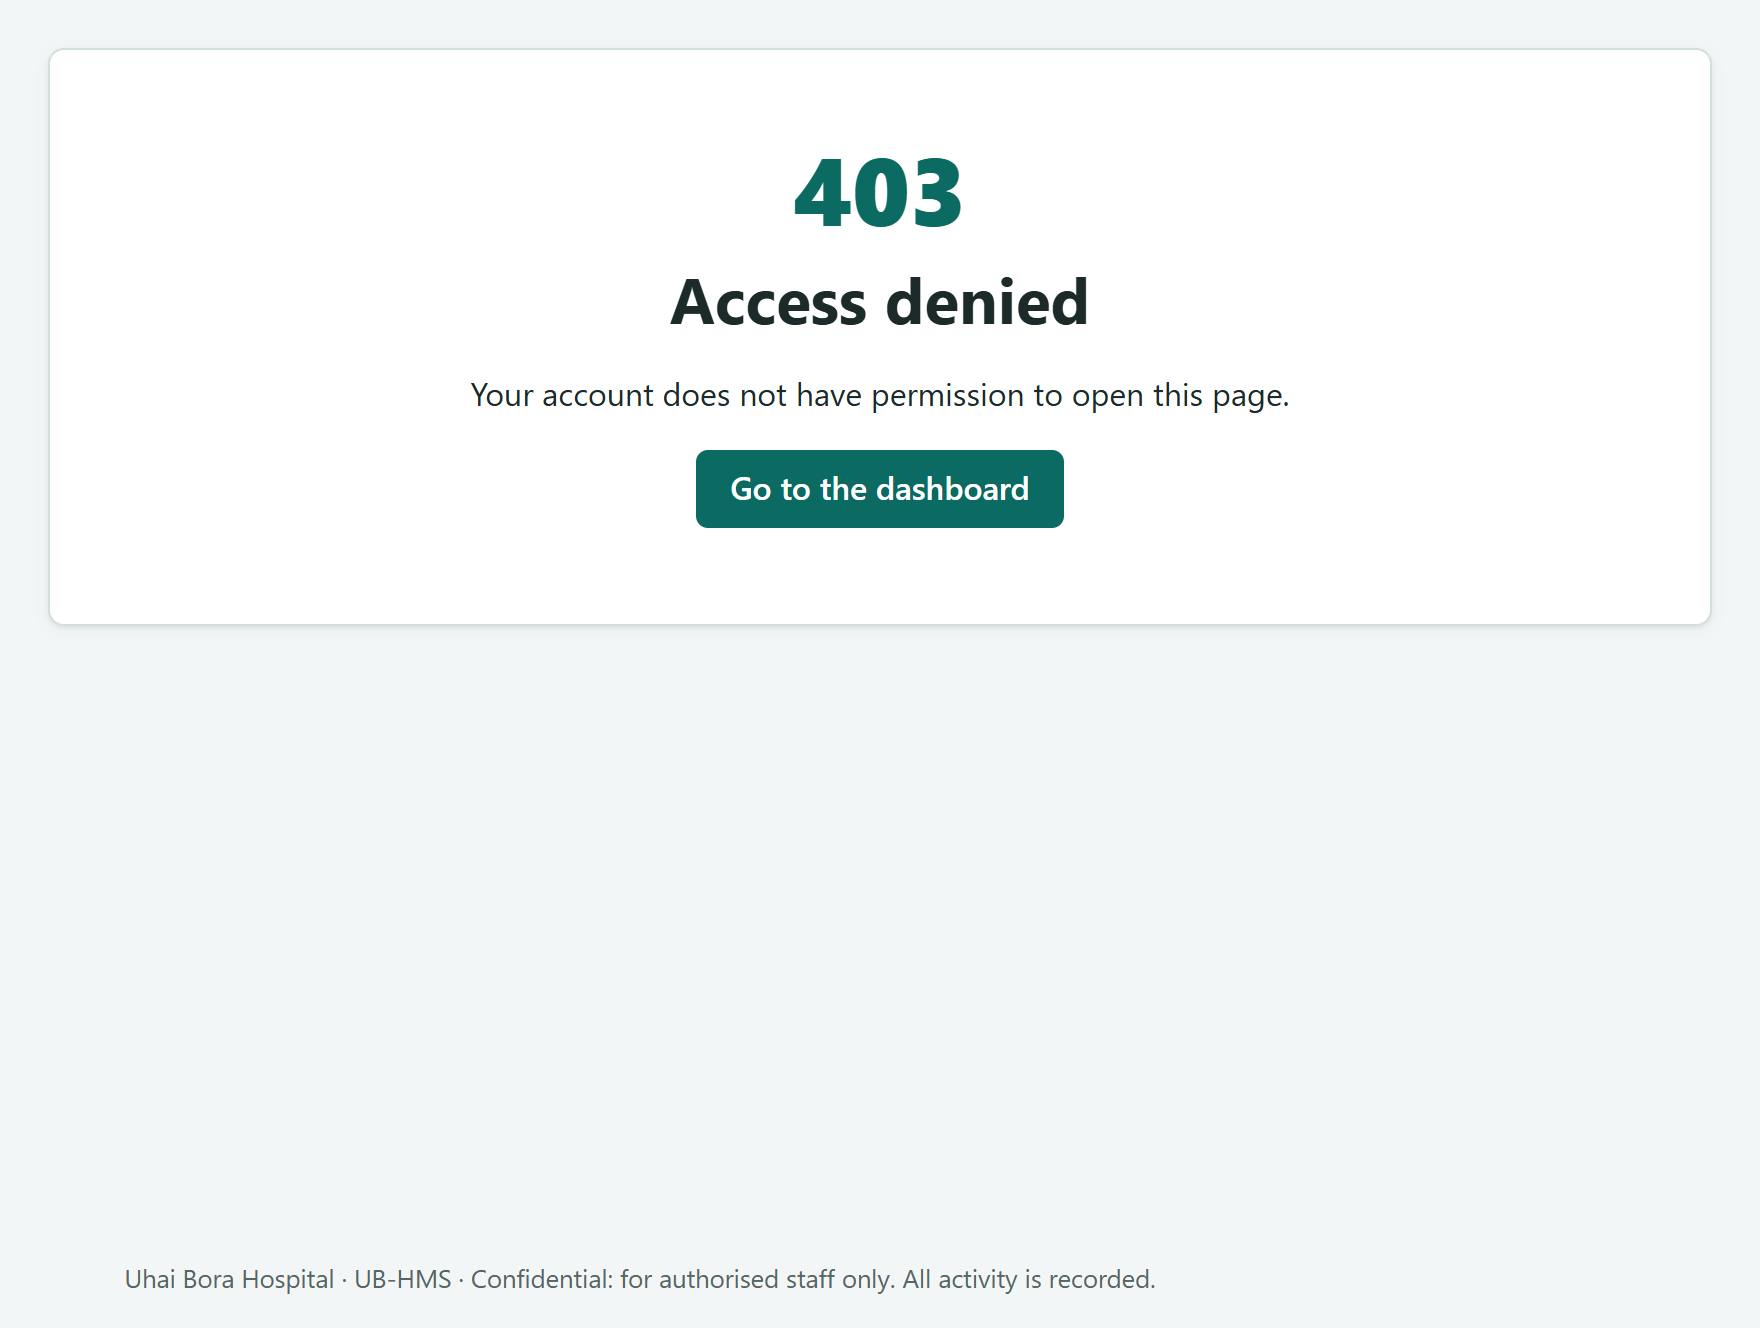 403
Access denied
Your account does not have permission to open this page.
Go to the dashboard
Uhai Bora Hospital · UB-HMS · Confidential: for authorised staff only. All activity is recorded.